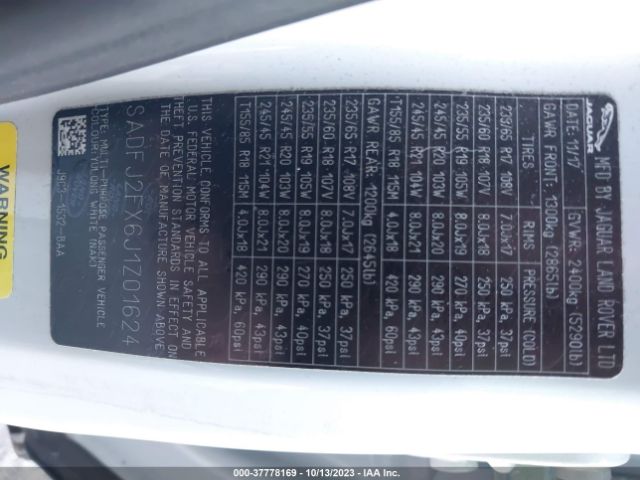 JAGUAR
MFD BY JAGUAR LAND ROVER LTD
DATE: 11/17 GVWR: 2400kg (5290lb)
GAWR FRONT: 1300kg (2865lb)
TIRES RIMS PRESSURE (COLD)
235/65 R17 108V 7.0Jx17 250 kPa, 37psi
235/60 R18 107V 8.0Jx18 250 kPa, 37psi
235/55 R19 105W 8.0Jx19 270 kPa, 40psi
245/45 R20 103W 8.0Jx20 290 kPa, 43psi
245/45 R21 104W 8.0Jx21 290 kPa, 43psi
T155/85 R18 115M 4.0Jx18 420 kPa, 60psi
GAWR REAR: 1200kg (2645lb)
235/65 R17 108V 7.0Jx17 250 kPa, 37psi
235/60 R18 107V 8.0Jx18 250 kPa, 37psi
235/55 R19 105W 8.0Jx19 270 kPa, 40psi
245/45 R20 103W 8.0Jx20 290 kPa, 43psi
245/45 R21 104W 8.0Jx21 290 kPa, 43psi
T155/85 R18 115M 4.0Jx18 420 kPa, 60psi
THIS VEHICLE CONFORMS TO ALL APPLICABLE
U.S. FEDERAL MOTOR VEHICLE SAFETY AND
THEFT PREVENTION STANDARDS IN EFFECT ON
THE DATE OF MANUFACTURE SHOWN ABOVE
SADFJ2FX6J1Z01624
TYPE: MULTI-PURPOSE PASSENGER VEHICLE
COLOUR: YULONG WHITE (NAK)
J9C3-1532-BAA
WARNING
000-37778169 | 10/13/2023 | IAA Inc.